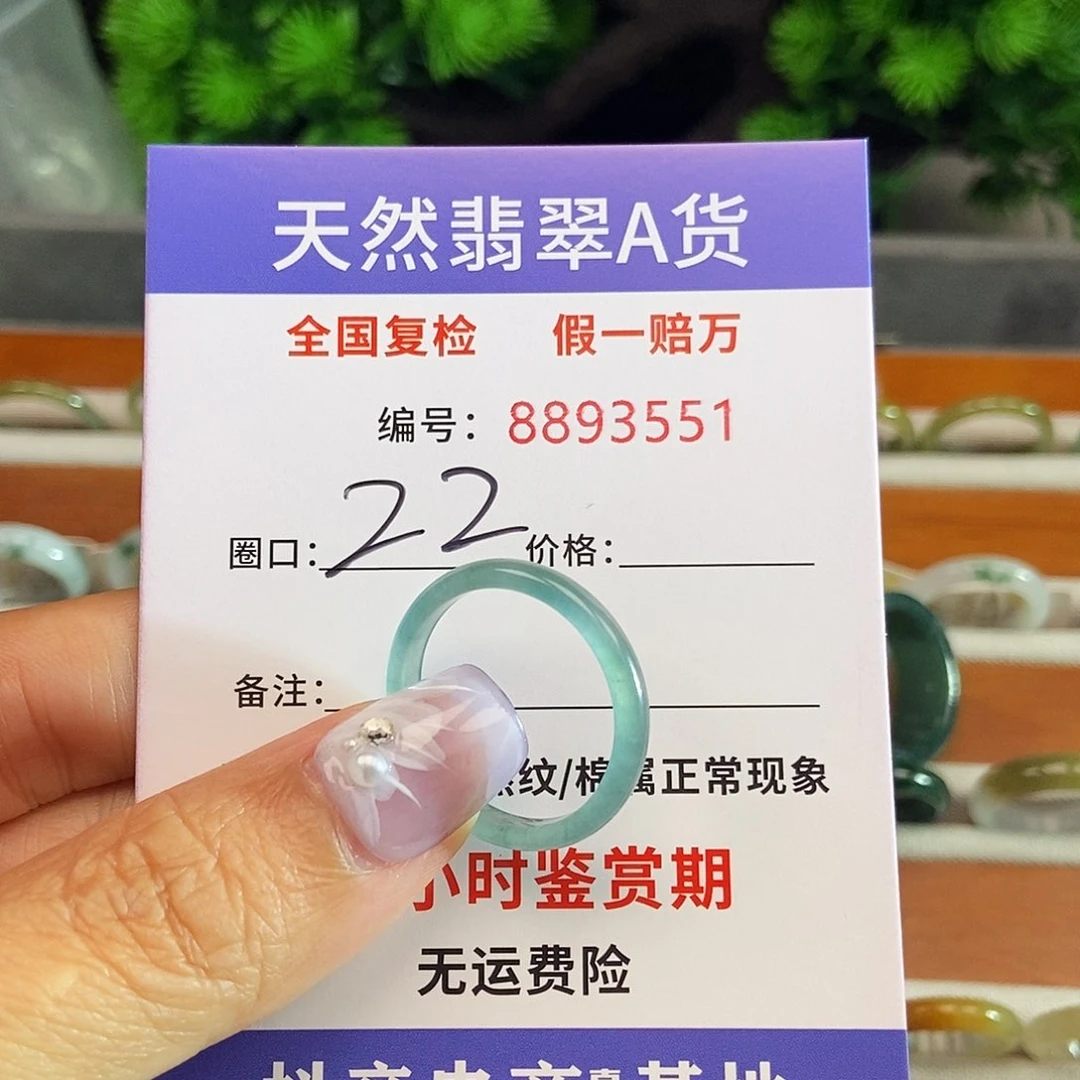 天然翡翠A货
全国复检 假一赔万
编号：8893551
圈口：22 价格：
备注：
纹/棉属正常现象
小时鉴赏期
无运费险